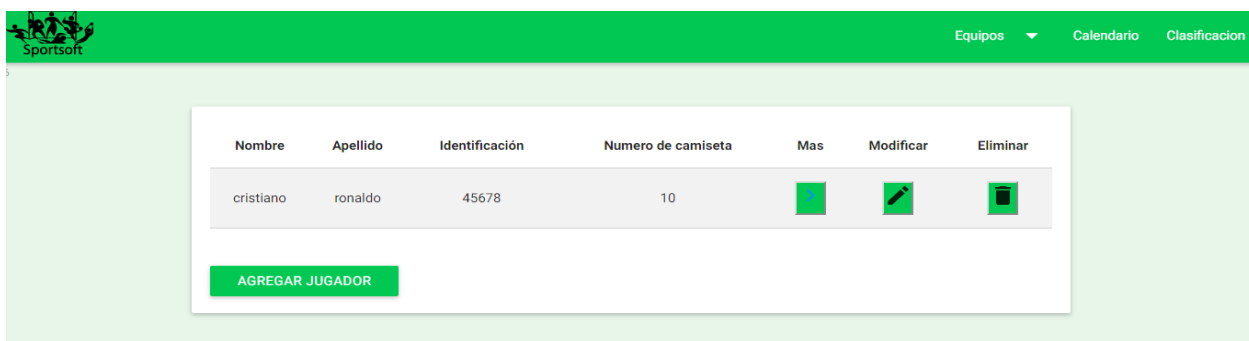 Sportsoft
Equipos Calendario Clasificacion
Nombre Apellido Identificación Numero de camiseta Mas Modificar Eliminar
cristiano ronaldo 45678 10
AGREGAR JUGADOR